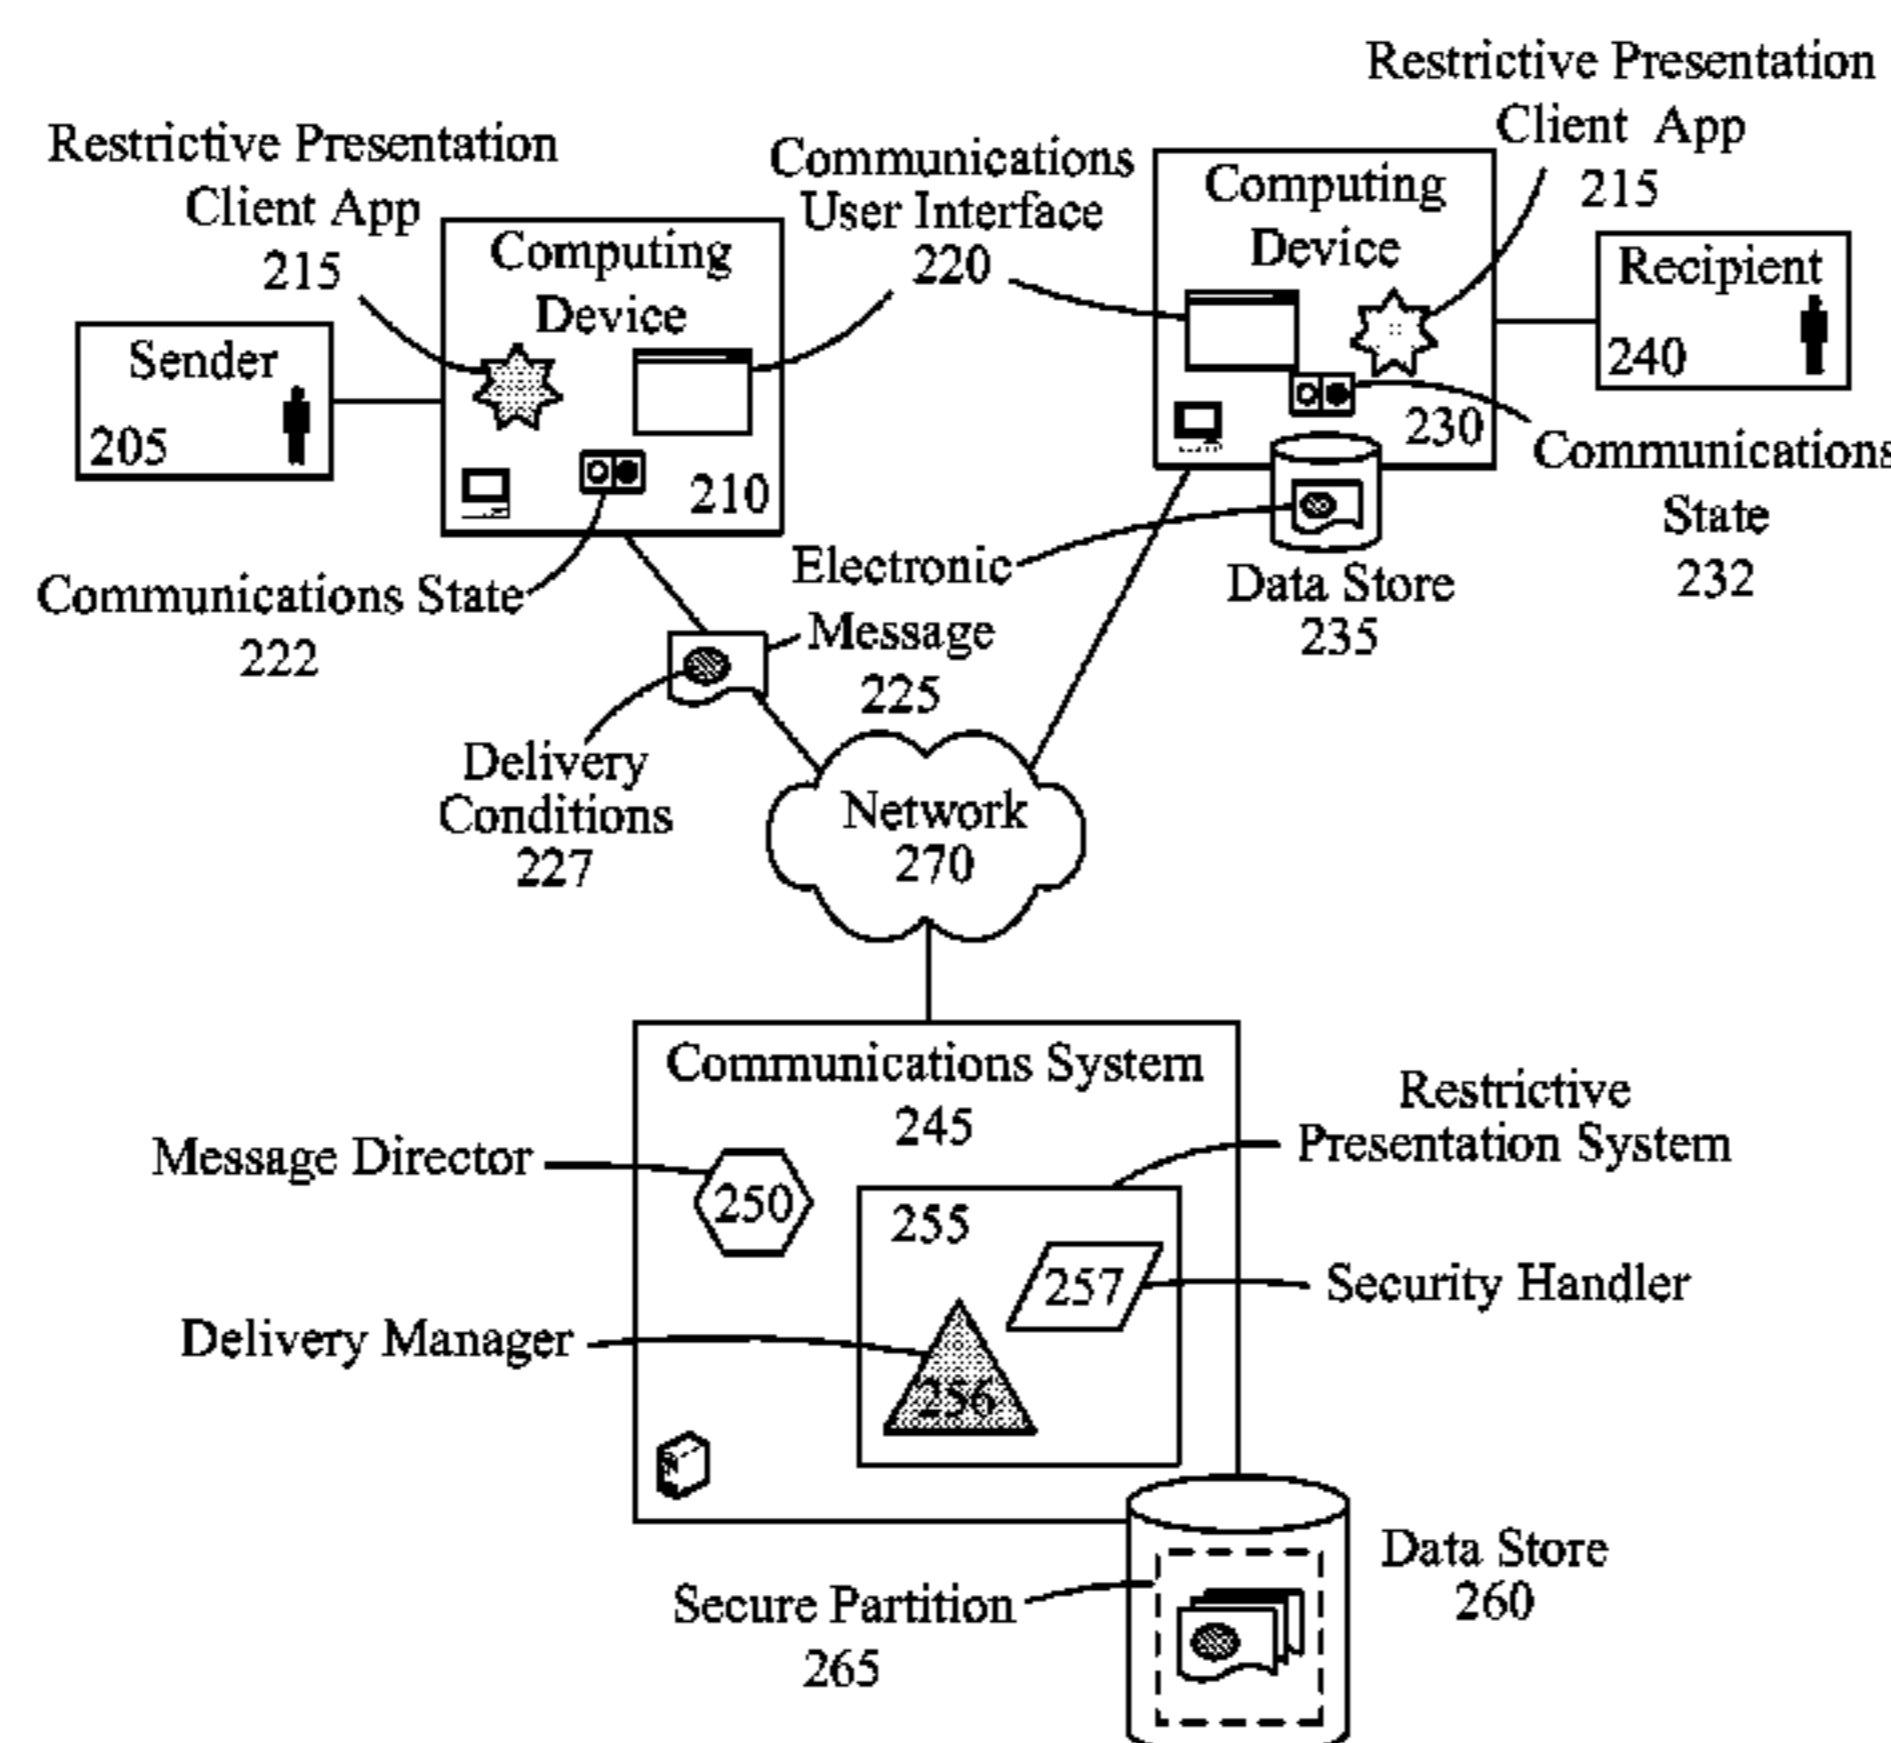 Restrictive Presentation
Client App
215
Restrictive Presentation
Client App
215
Communications
User Interface
220
Computing
Device
210
Computing
Device
230
Sender
205
Recipient
240
Communications State
222
Communications
State
232
Electronic
Message
225
Data Store
235
Delivery
Conditions
227
Network
270
Communications System
245
Message Director
250
Restrictive
Presentation System
255
257
Security Handler
Delivery Manager
256
Data Store
260
Secure Partition
265